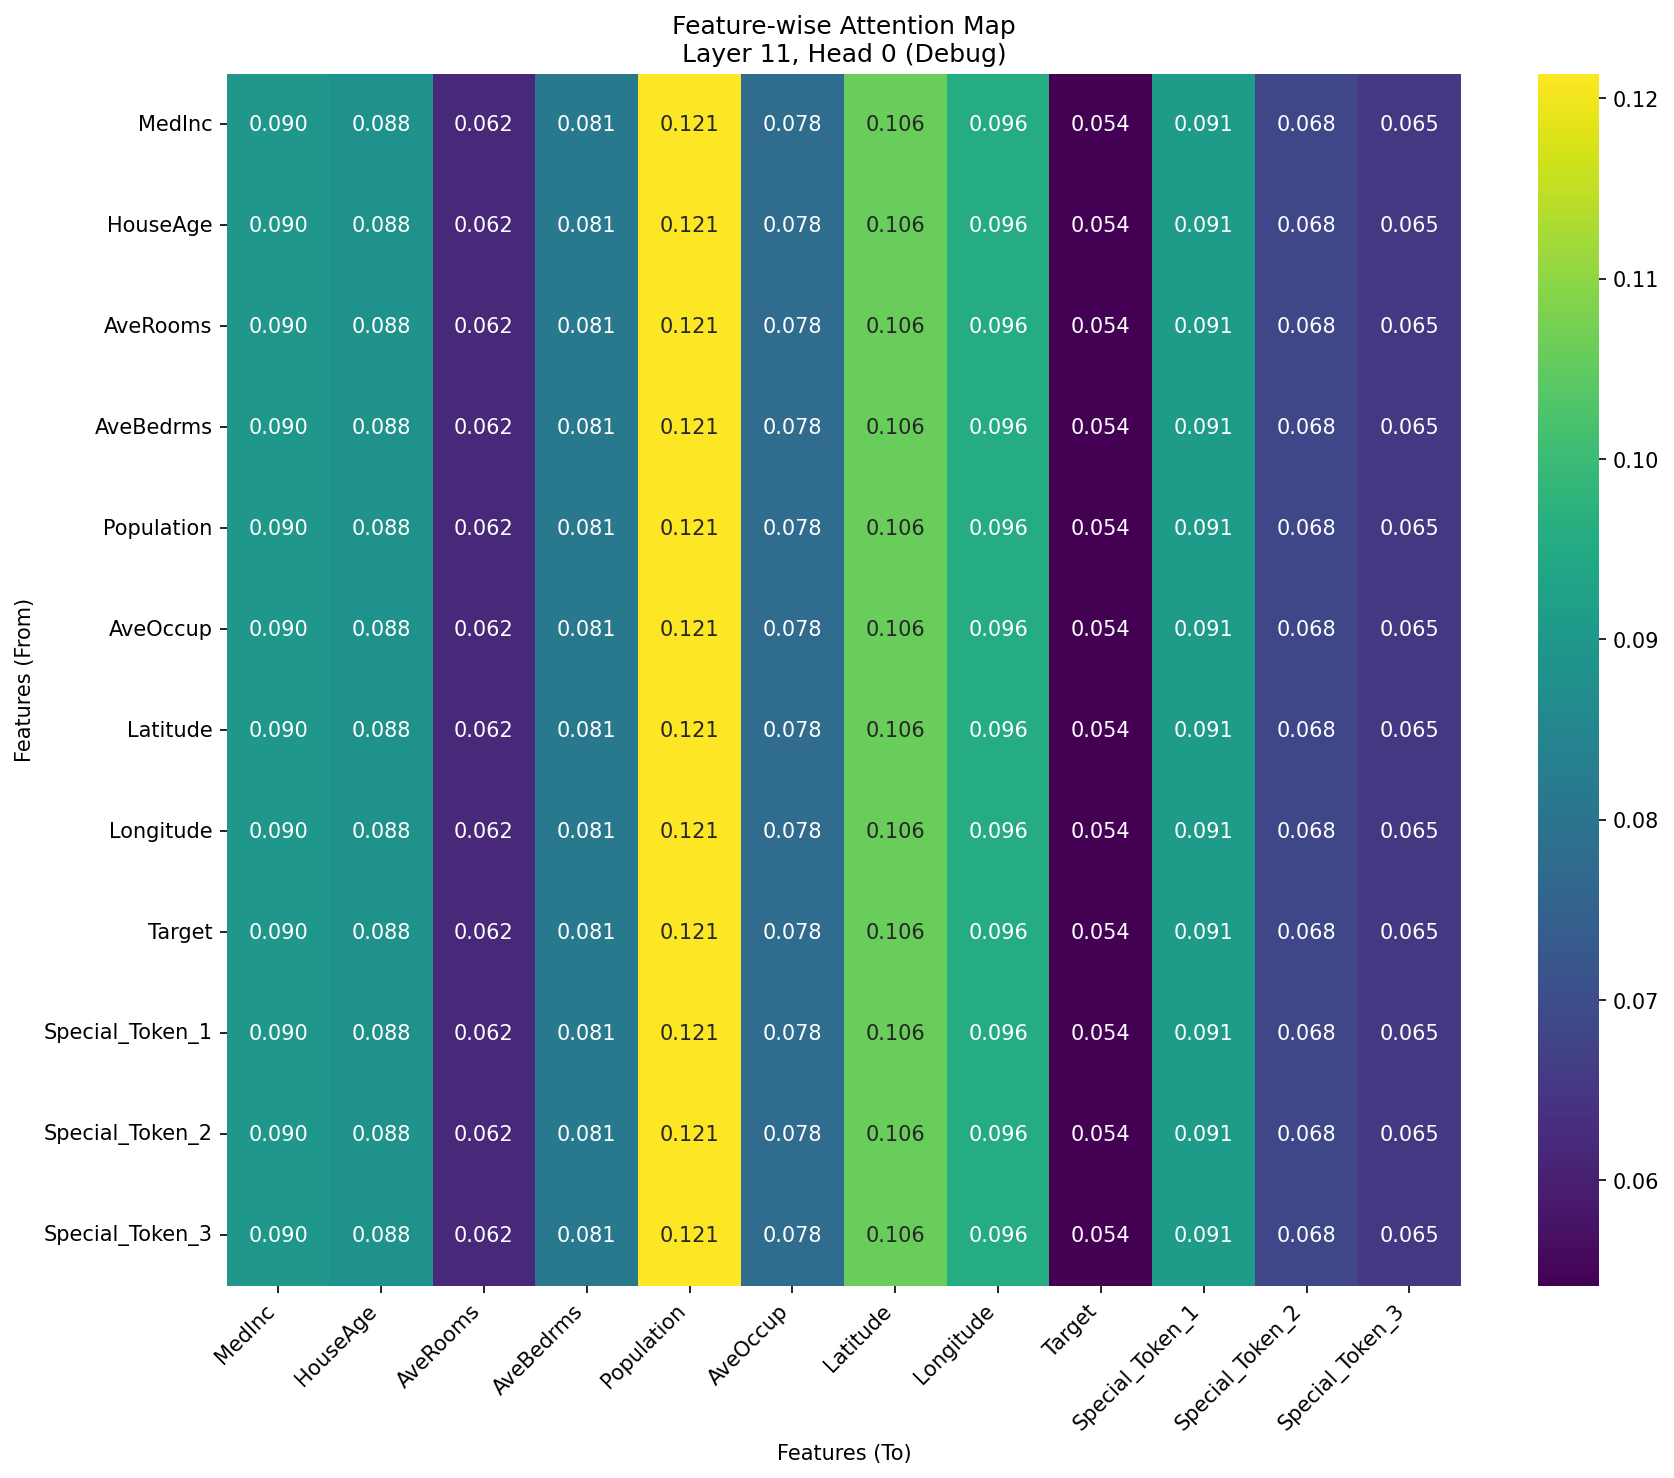 Feature-wise Attention Map
Layer 11, Head 0 (Debug)
MedInc 0.090 0.088 0.062 0.081 0.121 0.078 0.106 0.096 0.054 0.091 0.068 0.065
HouseAge 0.090 0.088 0.062 0.081 0.121 0.078 0.106 0.096 0.054 0.091 0.068 0.065
AveRooms 0.090 0.088 0.062 0.081 0.121 0.078 0.106 0.096 0.054 0.091 0.068 0.065
AveBedrms 0.090 0.088 0.062 0.081 0.121 0.078 0.106 0.096 0.054 0.091 0.068 0.065
Population 0.090 0.088 0.062 0.081 0.121 0.078 0.106 0.096 0.054 0.091 0.068 0.065
AveOccup 0.090 0.088 0.062 0.081 0.121 0.078 0.106 0.096 0.054 0.091 0.068 0.065
Latitude 0.090 0.088 0.062 0.081 0.121 0.078 0.106 0.096 0.054 0.091 0.068 0.065
Longitude 0.090 0.088 0.062 0.081 0.121 0.078 0.106 0.096 0.054 0.091 0.068 0.065
Target 0.090 0.088 0.062 0.081 0.121 0.078 0.106 0.096 0.054 0.091 0.068 0.065
Special_Token_1 0.090 0.088 0.062 0.081 0.121 0.078 0.106 0.096 0.054 0.091 0.068 0.065
Special_Token_2 0.090 0.088 0.062 0.081 0.121 0.078 0.106 0.096 0.054 0.091 0.068 0.065
Special_Token_3 0.090 0.088 0.062 0.081 0.121 0.078 0.106 0.096 0.054 0.091 0.068 0.065
Features (From)
MedInc
HouseAge
AveRooms
AveBedrms
Population
AveOccup
Latitude
Longitude
Target
Special_Token_1
Special_Token_2
Special_Token_3
Features (To)
0.12
0.11
0.10
0.09
0.08
0.07
0.06